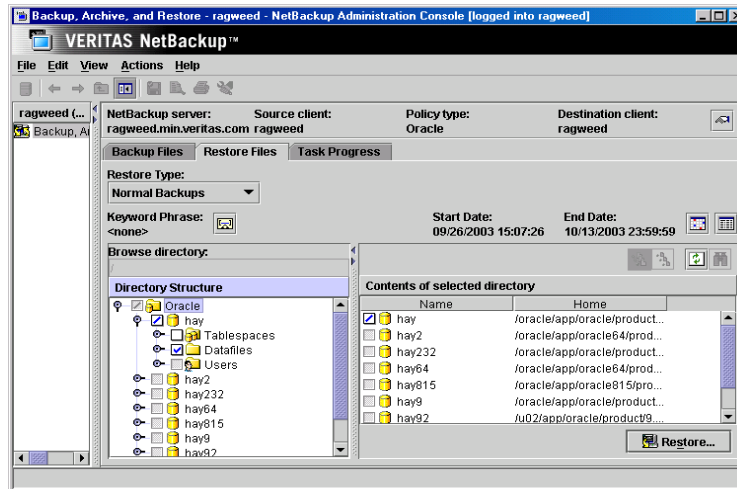 Backup, Archive, and Restore - ragweed - NetBackup Administration Console [logged into ragweed]
VERITAS NetBackup™
File Edit View Actions Help
ragweed (...
Backup, Ar
NetBackup server: Source client: Policy type: Destination client:
ragweed.min.veritas.com ragweed Oracle ragweed
Backup Files Restore Files Task Progress
Restore Type:
Normal Backups
Keyword Phrase: Start Date: End Date:
<none> 09/26/2003 15:07:26 10/13/2003 23:59:59
Browse directory:
/
Directory Structure Contents of selected directory
Name Home
Oracle
hay
Tablespaces
Datafiles
Users
hay2
hay232
hay64
hay815
hay9
hay92
hay /oracle/app/oracle/product...
hay2 /oracle/app/oracle64/prod...
hay232 /oracle/app/oracle/product...
hay64 /oracle/app/oracle64/prod...
hay815 /oracle/app/oracle815/pro...
hay9 /oracle/app/oracle/product...
hay92 /u02/app/oracle/product/9....
Restore...